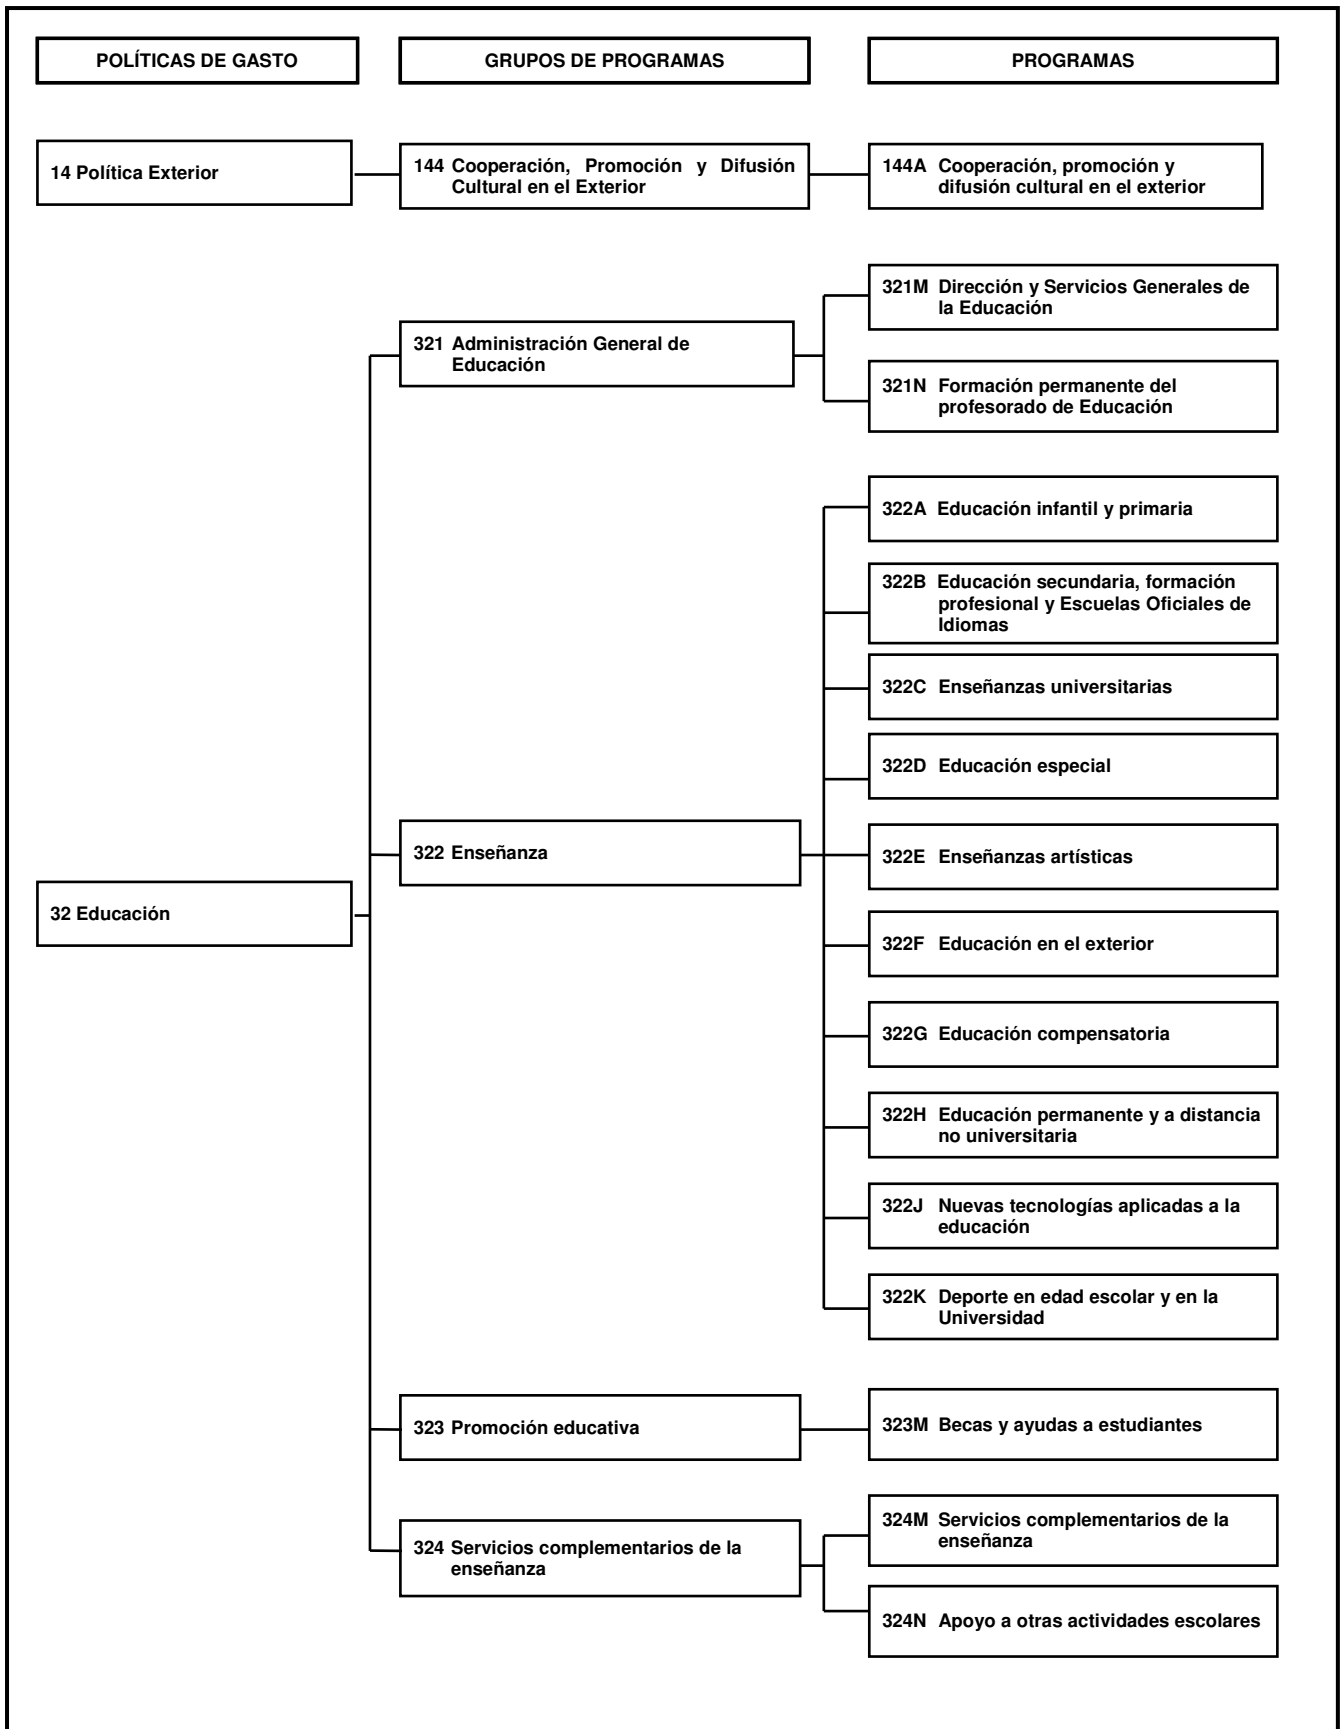 POLÍTICAS DE GASTO
GRUPOS DE PROGRAMAS
PROGRAMAS
14 Política Exterior
144 Cooperación, Promoción y Difusión
Cultural en el Exterior
144A Cooperación, promoción y
difusión cultural en el exterior
321M Dirección y Servicios Generales de
la Educación
321 Administración General de
Educación
321N Formación permanente del
profesorado de Educación
322A Educación infantil y primaria
322B Educación secundaria, formación
profesional y Escuelas Oficiales de
Idiomas
322C Enseñanzas universitarias
322D Educación especial
322 Enseñanza
322E Enseñanzas artísticas
32 Educación
322F Educación en el exterior
322G Educación compensatoria
322H Educación permanente y a distancia
no universitaria
322J Nuevas tecnologías aplicadas a la
educación
322K Deporte en edad escolar y en la
Universidad
323 Promoción educativa
323M Becas y ayudas a estudiantes
324 Servicios complementarios de la
enseñanza
324M Servicios complementarios de la
enseñanza
324N Apoyo a otras actividades escolares